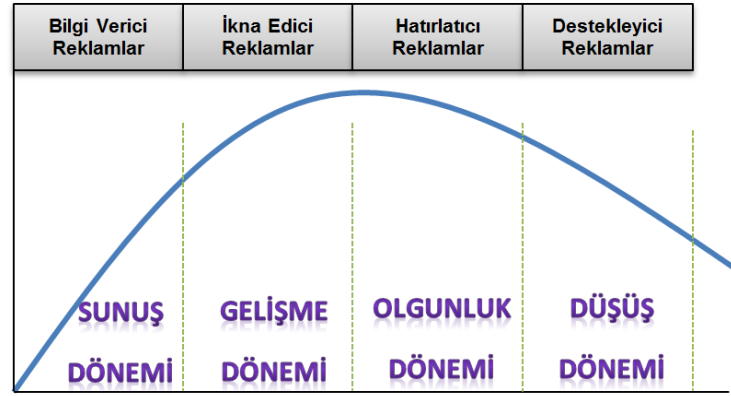 Bilgi Verici
Reklamlar
İkna Edici
Reklamlar
Hatırlatıcı
Reklamlar
Destekleyici
Reklamlar
SUNUŞ
DÖNEMİ
GELİŞME
DÖNEMİ
OLGUNLUK
DÖNEMİ
DÜŞÜŞ
DÖNEMİ